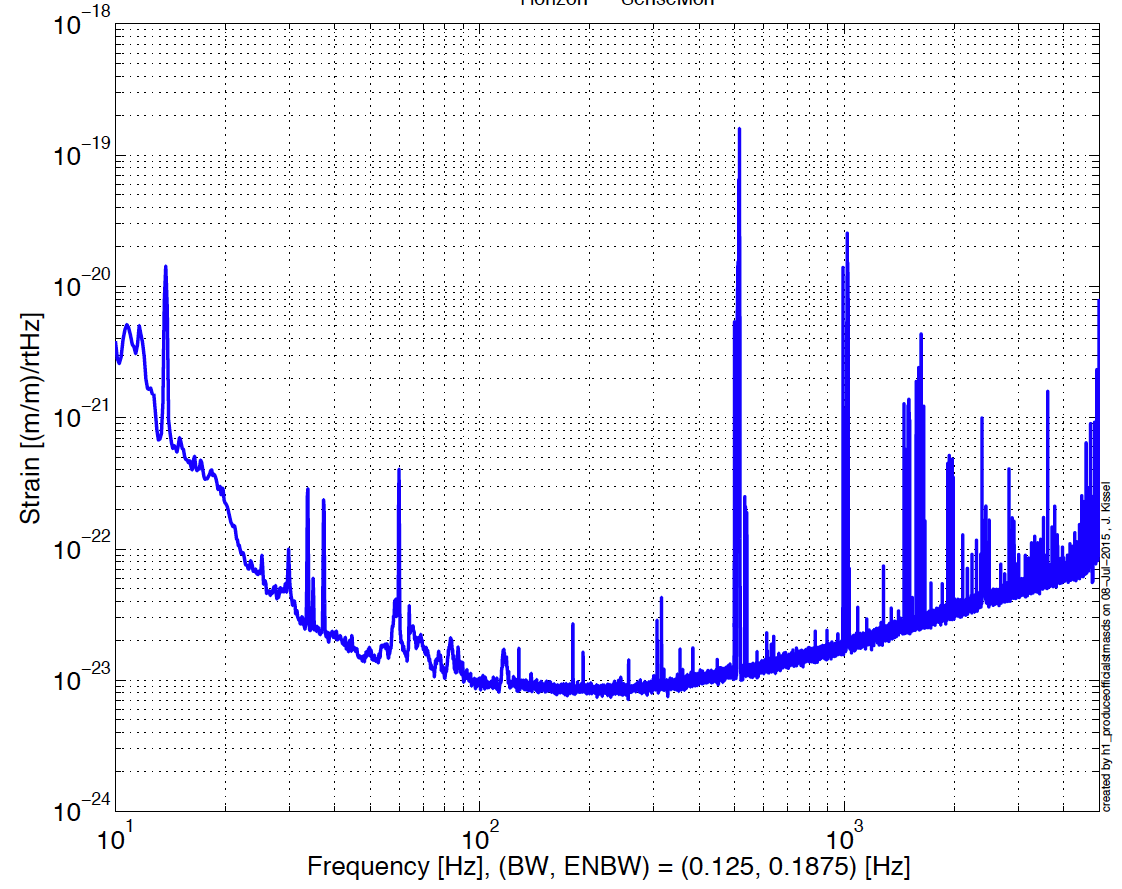 Horizon SenseMon
10^−18
10^−19
10^−20
10^−21
10^−22
10^−23
10^−24
Strain [(m/m)/rtHz]
10^1 10^2 10^3
Frequency [Hz], (BW, ENBW) = (0.125, 0.1875) [Hz]
created by h1_produceofficialstrainasds on 08−Jul−2015 , J. Kissel